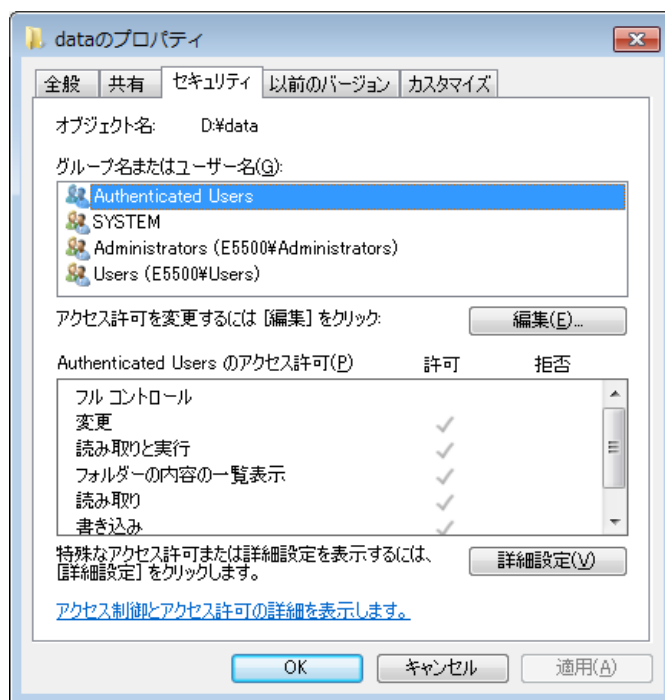 dataのプロパティ
全般 共有 セキュリティ 以前のバージョン カスタマイズ
オブジェクト名: D:¥data
グループ名またはユーザー名(G):
Authenticated Users
SYSTEM
Administrators (E5500¥Administrators)
Users (E5500¥Users)
アクセス許可を変更するには [編集] をクリック: 編集(E)...
Authenticated Users のアクセス許可(P) 許可 拒否
フル コントロール
変更
読み取りと実行
フォルダーの内容の一覧表示
読み取り
書き込み
特殊なアクセス許可または詳細設定を表示するには、
[詳細設定] をクリックします。 詳細設定(V)
アクセス制御とアクセス許可の詳細を表示します。
OK キャンセル 適用(A)